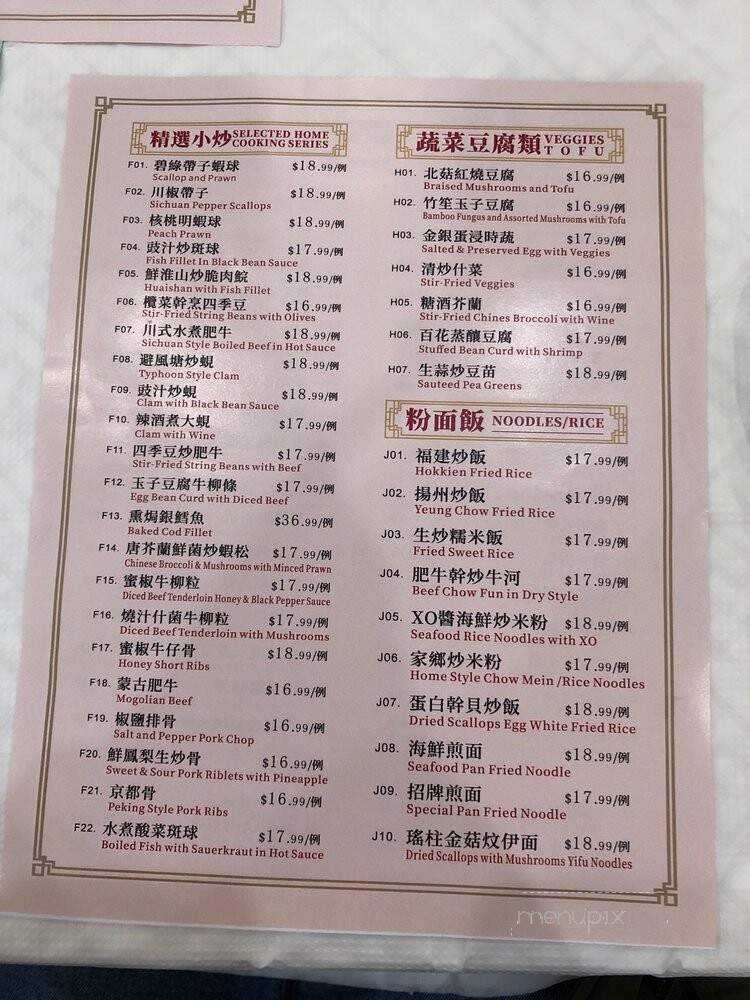 精選小炒 SELECTED HOME COOKING SERIES
F01. 碧綠帶子蝦球 $18.99/例
Scallop and Prawn
F02. 川椒帶子 $18.99/例
Sichuan Pepper Scallops
F03. 核桃明蝦球 $18.99/例
Peach Prawn
F04. 豉汁炒斑球 $17.99/例
Fish Fillet In Black Bean Sauce
F05. 鮮淮山炒脆肉鯇 $18.99/例
Huaishan with Fish Fillet
F06. 欖菜幹烹四季豆 $16.99/例
Stir-Fried String Beans with Olives
F07. 川式水煮肥牛 $18.99/例
Sichuan Style Boiled Beef in Hot Sauce
F08. 避風塘炒蜆 $18.99/例
Typhoon Style Clam
F09. 豉汁炒蜆 $18.99/例
Clam with Black Bean Sauce
F10. 辣酒煮大蜆 $17.99/例
Clam with Wine
F11. 四季豆炒肥牛 $17.99/例
Stir-Fried String Beans with Beef
F12. 玉子豆腐牛柳條 $17.99/例
Egg Bean Curd with Diced Beef
F13. 熏焗銀鱈魚 $36.99/例
Baked Cod Fillet
F14. 唐芥蘭鮮菌炒蝦松 $17.99/例
Chinese Broccoli & Mushrooms with Minced Prawn
F15. 蜜椒牛柳粒 $17.99/例
Diced Beef Tenderloin Honey & Black Pepper Sauce
F16. 燒汁什菌牛柳粒 $17.99/例
Diced Beef Tenderloin with Mushrooms
F17. 蜜椒牛仔骨 $18.99/例
Honey Short Ribs
F18. 蒙古肥牛 $16.99/例
Mogolian Beef
F19. 椒鹽排骨 $16.99/例
Salt and Pepper Pork Chop
F20. 鮮鳳梨生炒骨 $16.99/例
Sweet & Sour Pork Riblets with Pineapple
F21. 京都骨 $16.99/例
Peking Style Pork Ribs
F22. 水煮酸菜斑球 $17.99/例
Boiled Fish with Sauerkraut in Hot Sauce
蔬菜豆腐類 VEGGIES TOFU
H01. 北菇紅燒豆腐 $16.99/例
Braised Mushrooms and Tofu
H02. 竹笙玉子豆腐 $16.99/例
Bamboo Fungus and Assorted Mushrooms with Tofu
H03. 金銀蛋浸時蔬 $17.99/例
Salted & Preserved Egg with Veggies
H04. 清炒什菜 $16.99/例
Stir-Fried Veggies
H05. 糖酒芥蘭 $16.99/例
Stir-Fried Chines Broccoli with Wine
H06. 百花蒸釀豆腐 $17.99/例
Stuffed Bean Curd with Shrimp
H07. 生蒜炒豆苗 $18.99/例
Sauteed Pea Greens
粉面飯 NOODLES/RICE
J01. 福建炒飯 $17.99/例
Hokkien Fried Rice
J02. 揚州炒飯 $17.99/例
Yeung Chow Fried Rice
J03. 生炒糯米飯 $17.99/例
Fried Sweet Rice
J04. 肥牛幹炒牛河 $17.99/例
Beef Chow Fun in Dry Style
J05. XO醬海鮮炒米粉 $18.99/例
Seafood Rice Noodles with XO
J06. 家鄉炒米粉 $17.99/例
Home Style Chow Mein /Rice Noodles
J07. 蛋白幹貝炒飯 $18.99/例
Dried Scallops Egg White Fried Rice
J08. 海鮮煎面 $18.99/例
Seafood Pan Fried Noodle
J09. 招牌煎面 $17.99/例
Special Pan Fried Noodle
J10. 瑤柱金菇炆伊面 $18.99/例
Dried Scallops with Mushrooms Yifu Noodles
menupix